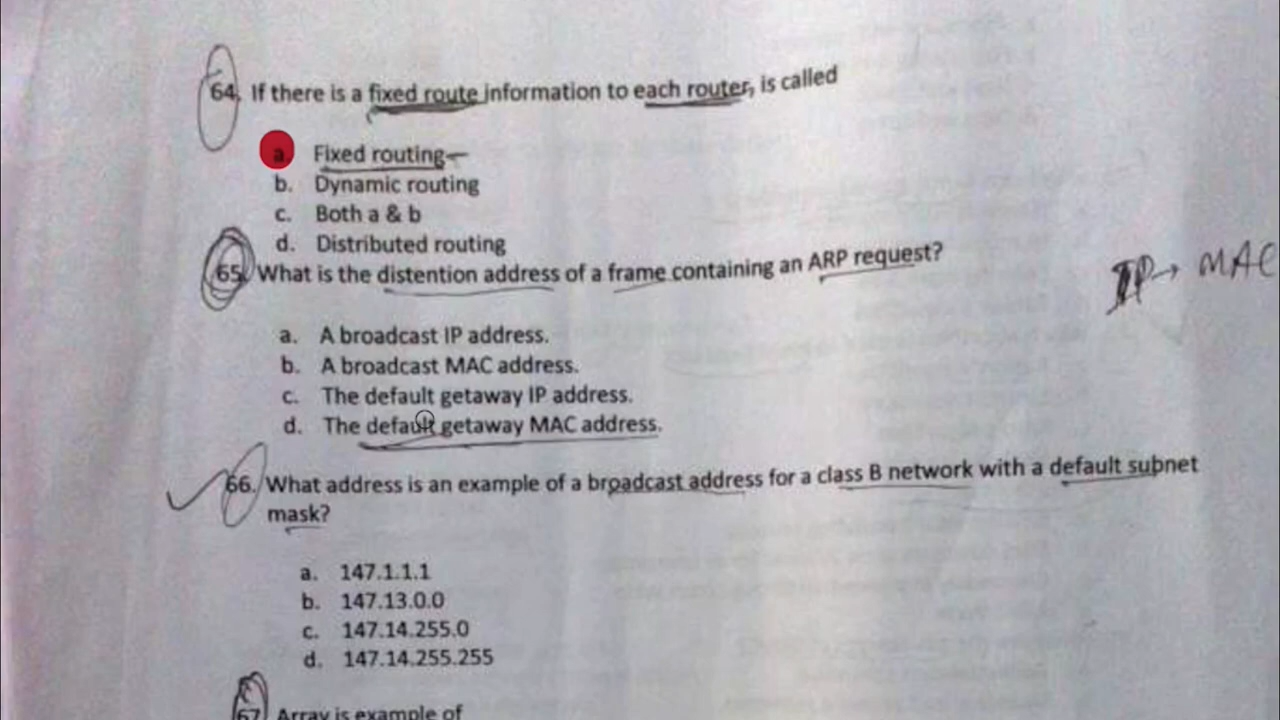 64. If there is a fixed route information to each router, is called
a. Fixed routing
b. Dynamic routing
c. Both a & b
d. Distributed routing
65. What is the distention address of a frame containing an ARP request?
IP → MAC
a. A broadcast IP address.
b. A broadcast MAC address.
c. The default getaway IP address.
d. The default getaway MAC address.
66. What address is an example of a broadcast address for a class B network with a default subnet
mask?
a. 147.1.1.1
b. 147.13.0.0
c. 147.14.255.0
d. 147.14.255.255
67 Array is example of